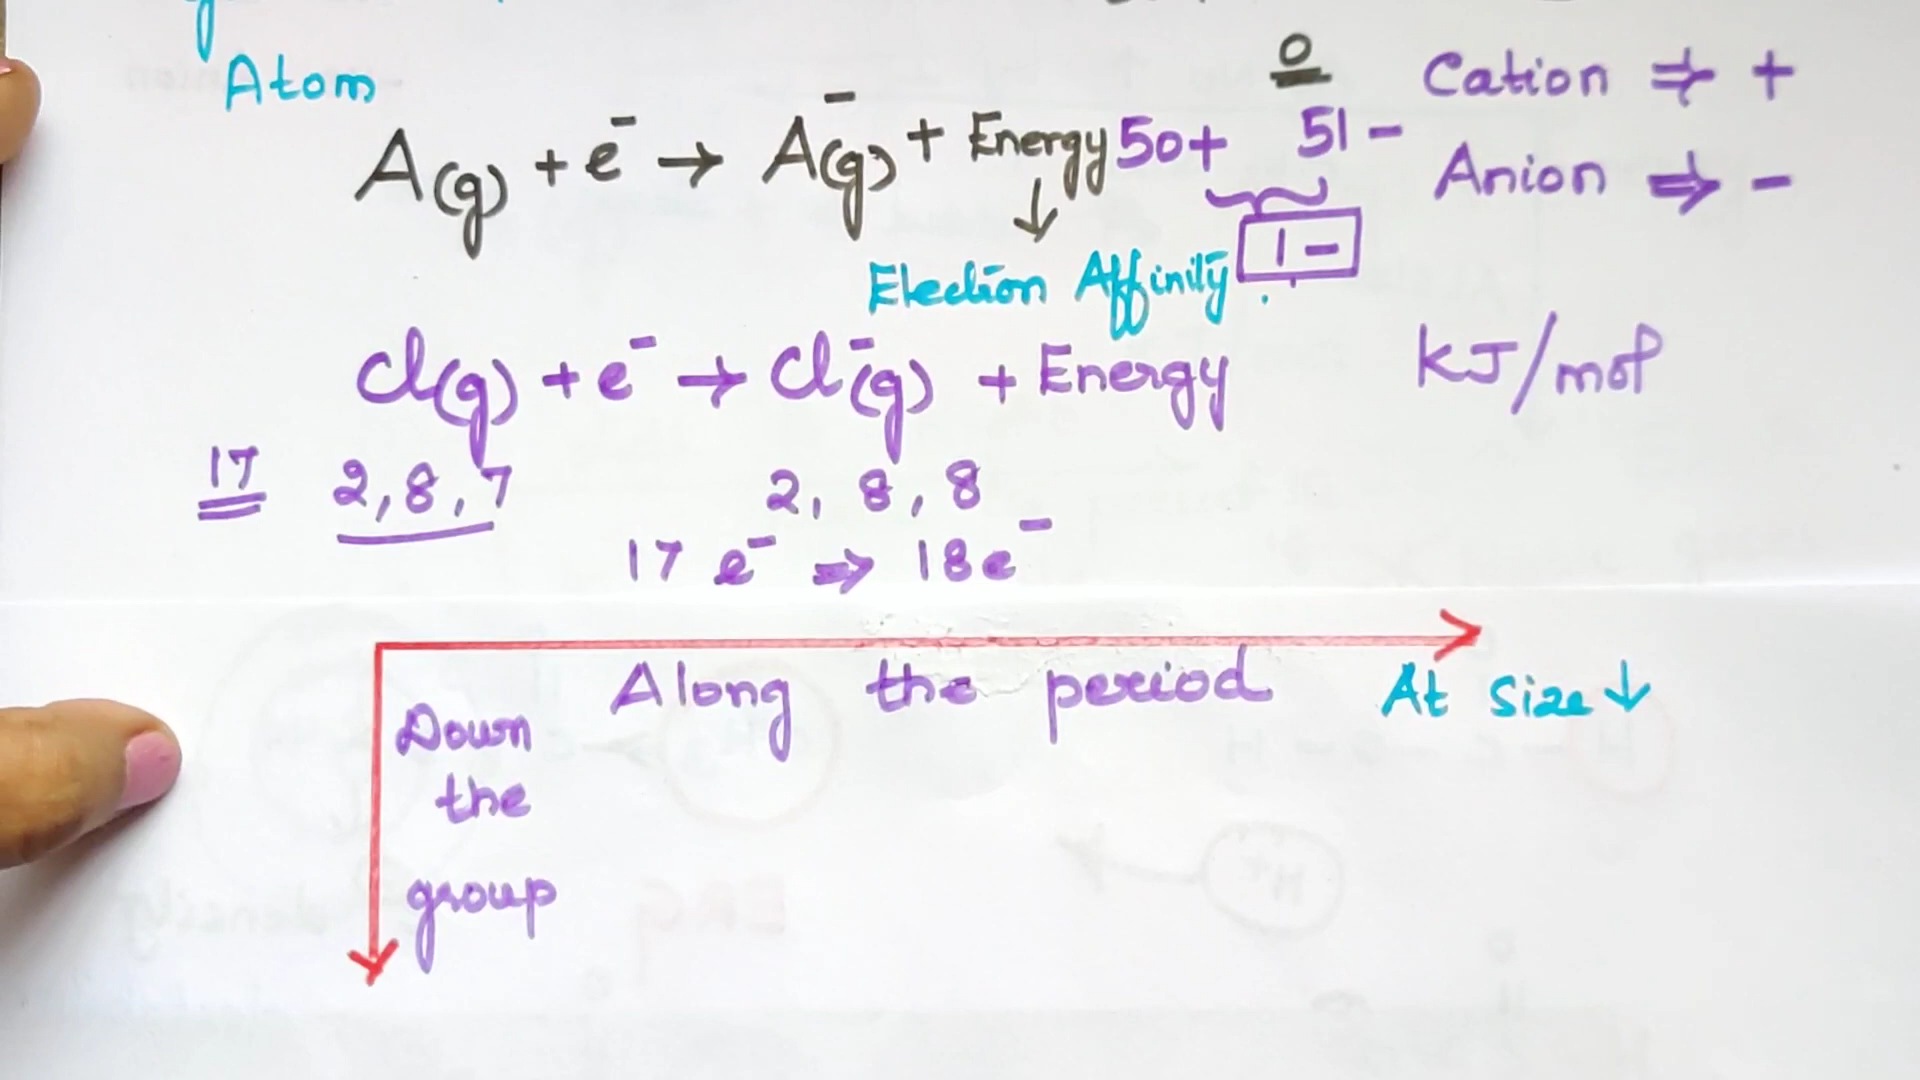 Atom
A(g) + e⁻ → A⁻(g) + Energy
↓
Electron Affinity
0
50+ 51 -
1 -
Cation ⇒ +
Anion ⇒ -
Cl(g) + e⁻ → Cl⁻(g) + Energy
KJ/mol
17 2,8,7 2, 8, 8
17 e⁻ ⇒ 18e⁻
Along the period
At Size ↓
Down
the
group